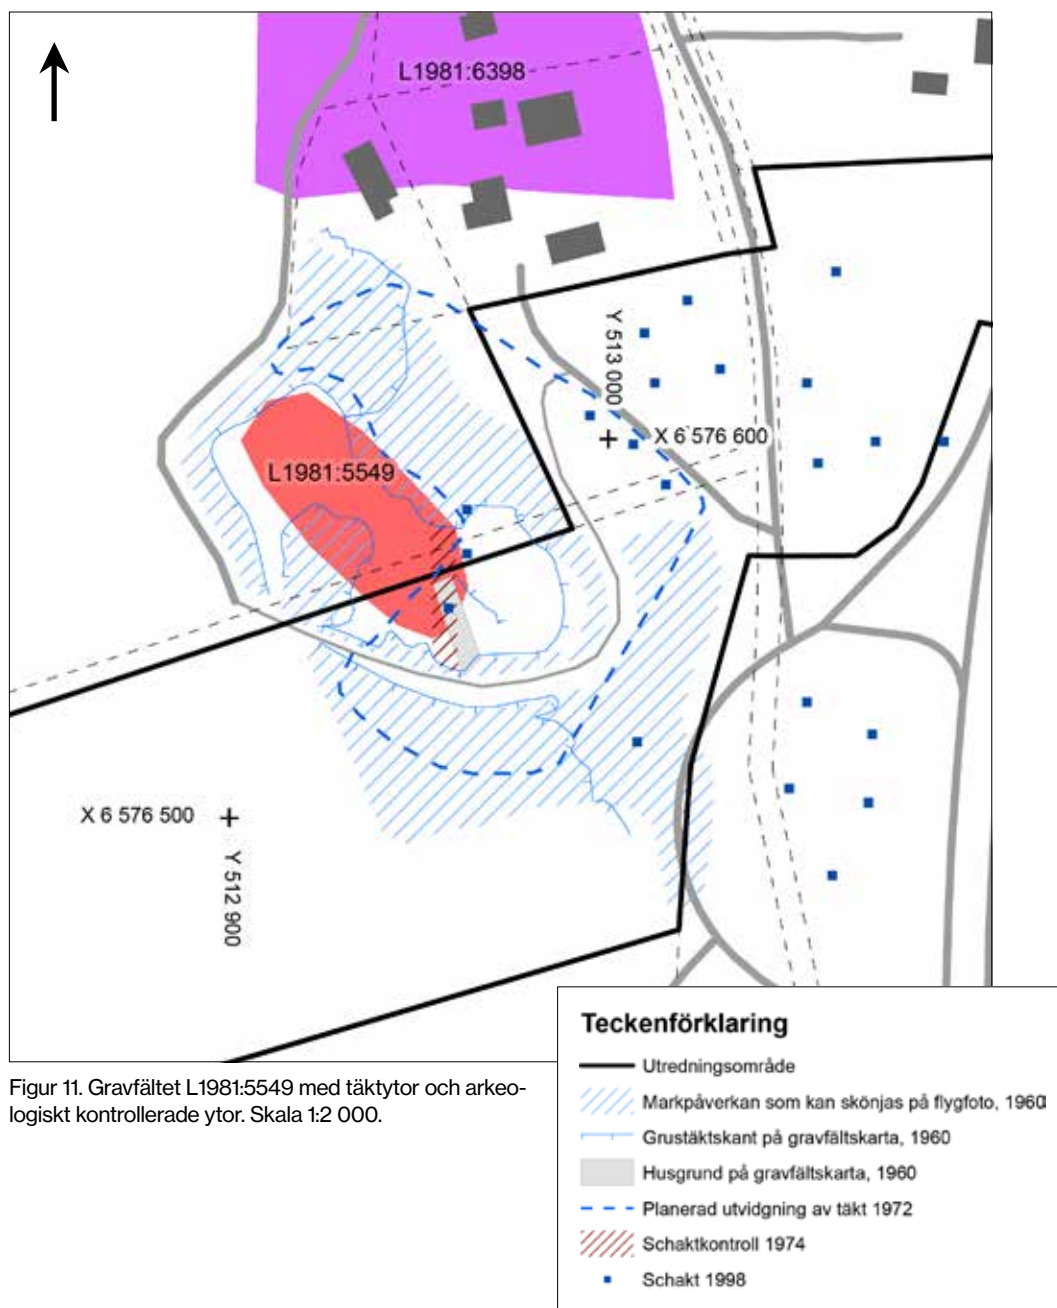 L1981:6398
Y 513 000
X 6 576 600
L1981:5549
X 6 576 500
Y 512 900
Figur 11. Gravfältet L1981:5549 med täktytor och arkeo-
logiskt kontrollerade ytor. Skala 1:2 000.
Teckenförklaring
Utredningsområde
Markpåverkan som kan skönjas på flygfoto, 1960
Grustäktskant på gravfältskarta, 1960
Husgrund på gravfältskarta, 1960
Planerad utvidgning av täkt 1972
Schaktkontroll 1974
Schakt 1998